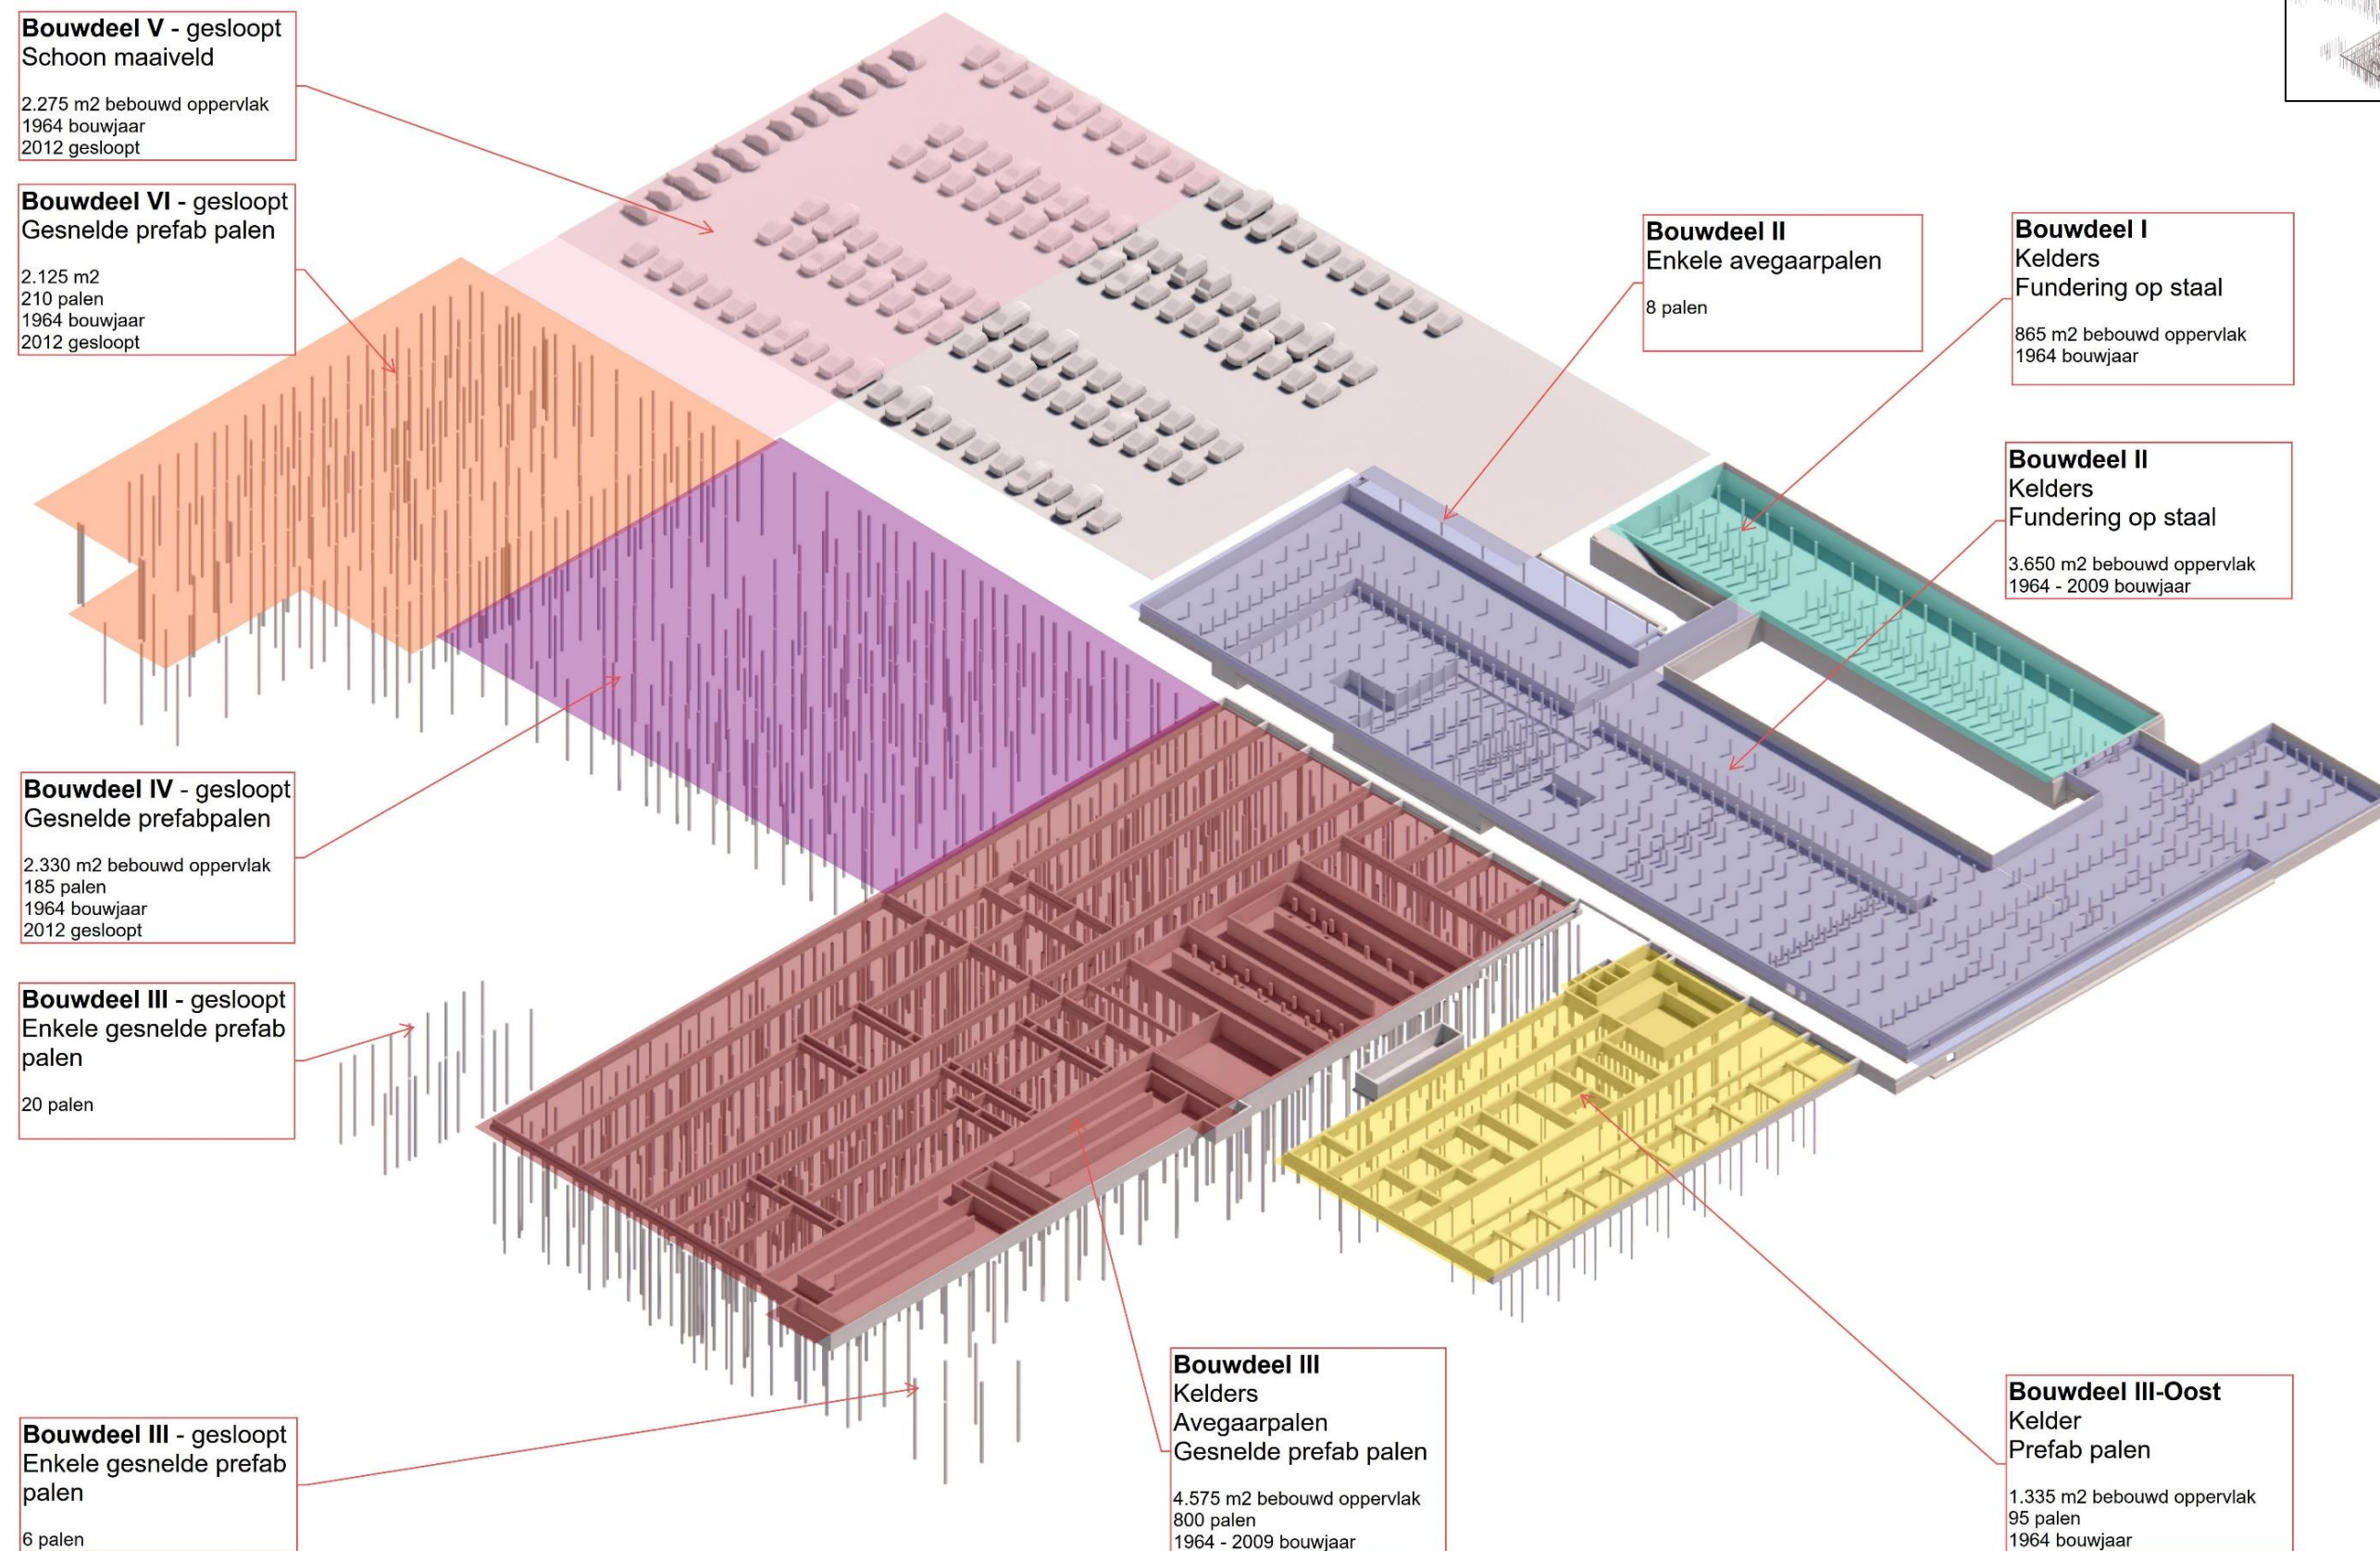 Bouwdeel V - gesloopt
Schoon maaiveld
2.275 m2 bebouwd oppervlak
1964 bouwjaar
2012 gesloopt
Bouwdeel VI - gesloopt
Gesnelde prefab palen
2.125 m2
210 palen
1964 bouwjaar
2012 gesloopt
Bouwdeel II
Enkele avegaarpalen
8 palen
Bouwdeel I
Kelders
Fundering op staal
865 m2 bebouwd oppervlak
1964 bouwjaar
Bouwdeel II
Kelders
Fundering op staal
3.650 m2 bebouwd oppervlak
1964 - 2009 bouwjaar
Bouwdeel IV - gesloopt
Gesnelde prefabpalen
2.330 m2 bebouwd oppervlak
185 palen
1964 bouwjaar
2012 gesloopt
Bouwdeel III - gesloopt
Enkele gesnelde prefab
palen
20 palen
Bouwdeel III - gesloopt
Enkele gesnelde prefab
palen
6 palen
Bouwdeel III
Kelders
Avegaarpalen
Gesnelde prefab palen
4.575 m2 bebouwd oppervlak
800 palen
1964 - 2009 bouwjaar
Bouwdeel III-Oost
Kelder
Prefab palen
1.335 m2 bebouwd oppervlak
95 palen
1964 bouwjaar